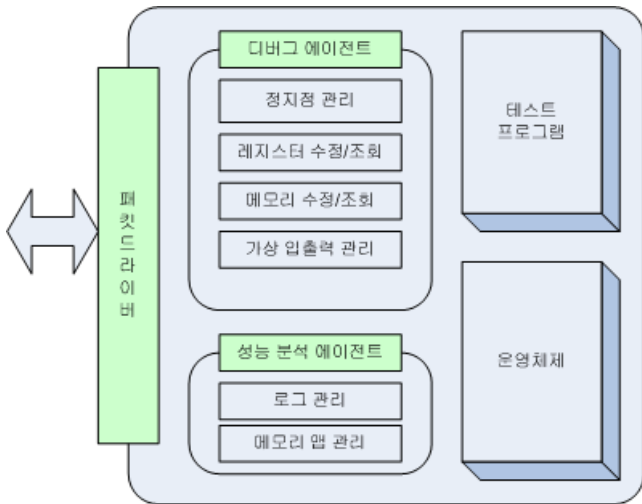 패킷드라이버
디버그 에이전트
정지점 관리
레지스터 수정/조회
메모리 수정/조회
가상 입출력 관리
성능 분석 에이전트
로그 관리
메모리 맵 관리
테스트
프로그램
운영체제